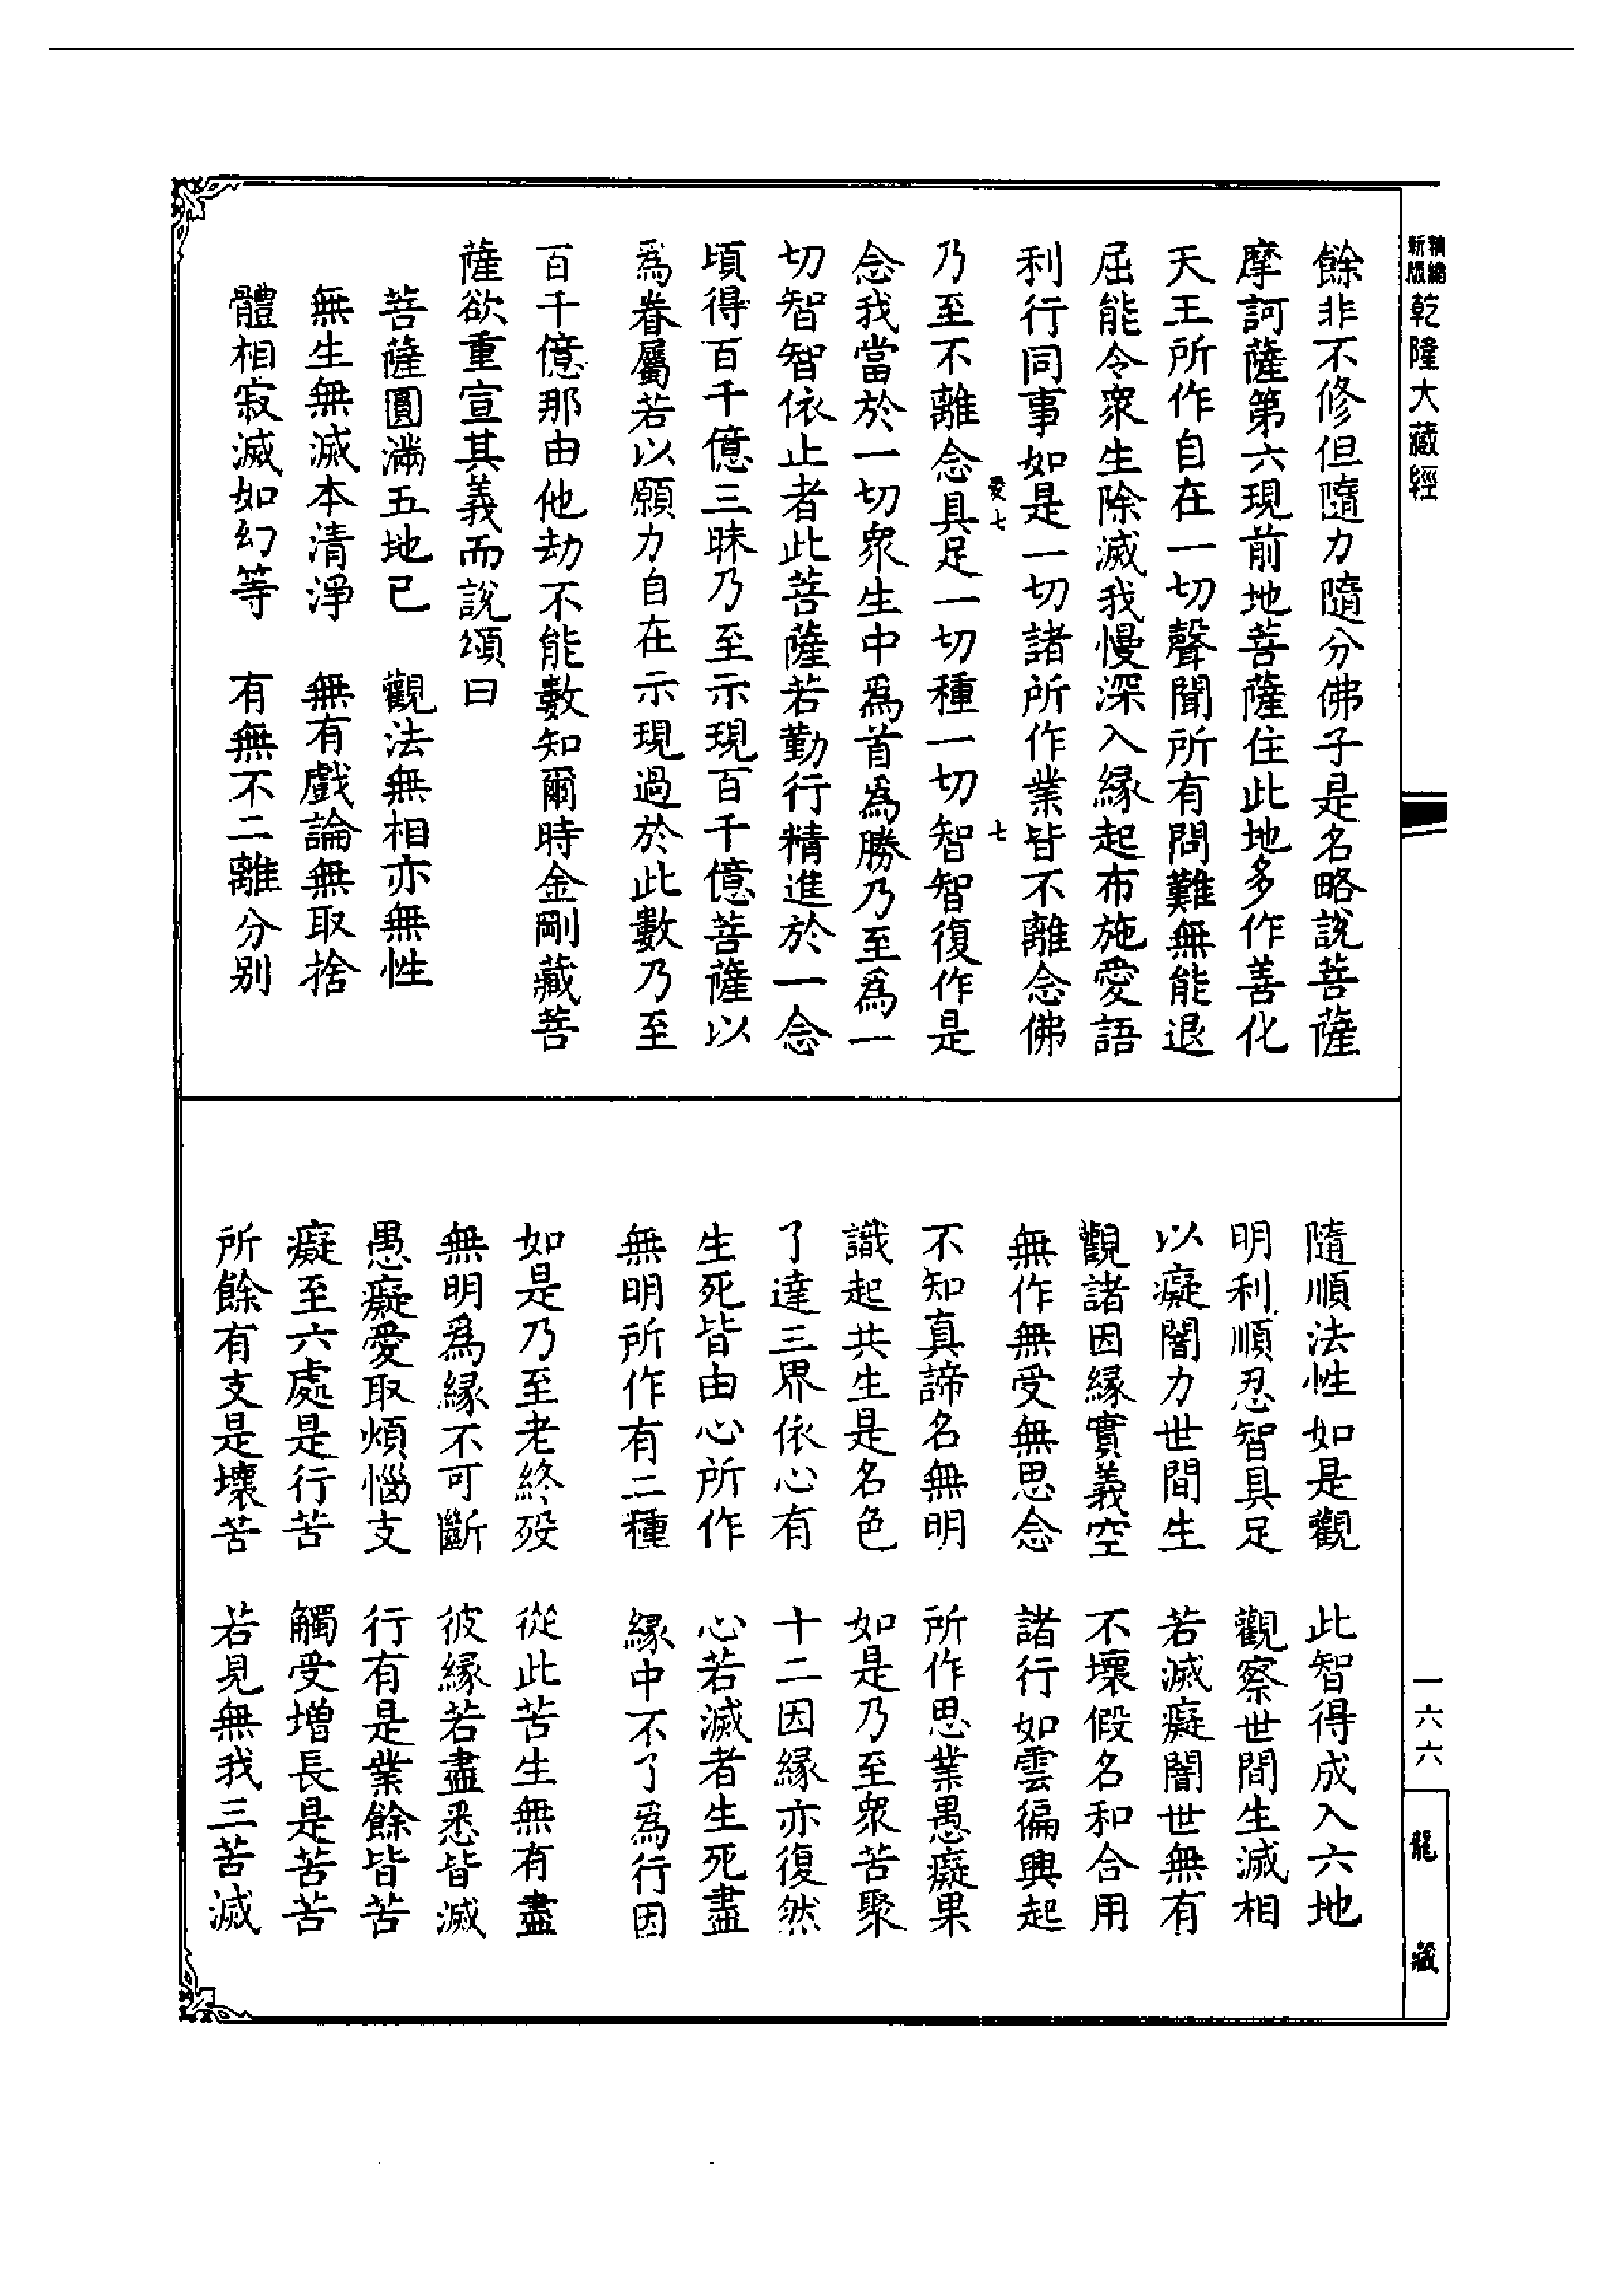 新版精縮乾隆大藏經
餘非不修但隨力隨分佛子是名略說菩薩
摩訶薩第六現前地菩薩住此地多作善化
天王所作自在一切聲聞所有問難無能退
屈能令衆生除滅我慢深入緣起布施愛語
利行同事如是一切諸所作業皆不離念佛
愛七 七
乃至不離念具足一切種一切智智復作是
念我當於一切衆生中爲首爲勝乃至爲一
切智智依止者此菩薩若勤行精進於一念
頃得百千億三昧乃至示現百千億菩薩以
爲眷屬若以願力自在示現過於此數乃至
百千億那由他劫不能數知爾時金剛藏菩
薩欲重宣其義而說頌曰
菩薩圓滿五地已 觀法無相亦無性
無生無滅本清淨 無有戲論無取捨
體相寂滅如幻等 有無不二離分別
隨順法性如是觀 此智得成入六地
明利順忍智具足 觀察世間生滅相
以癡闇力世間生 若滅癡闇世無有
觀諸因緣實義空 不壞假名和合用
無作無受無思念 諸行如雲徧興起
不知真諦名無明 所作思業愚癡果
識起共生是名色 如是乃至衆苦聚
了達三界依心有 十二因緣亦復然
生死皆由心所作 心若滅者生死盡
無明所作有二種 緣中不了爲行因
如是乃至老終歿 從此苦生無有盡
無明爲緣不可斷 彼緣若盡悉皆滅
愚癡愛取煩惱支 行有是業餘皆苦
癡至六處是行苦 觸受增長是苦苦
所餘有支是壞苦 若見無我三苦滅
一六六
龍藏